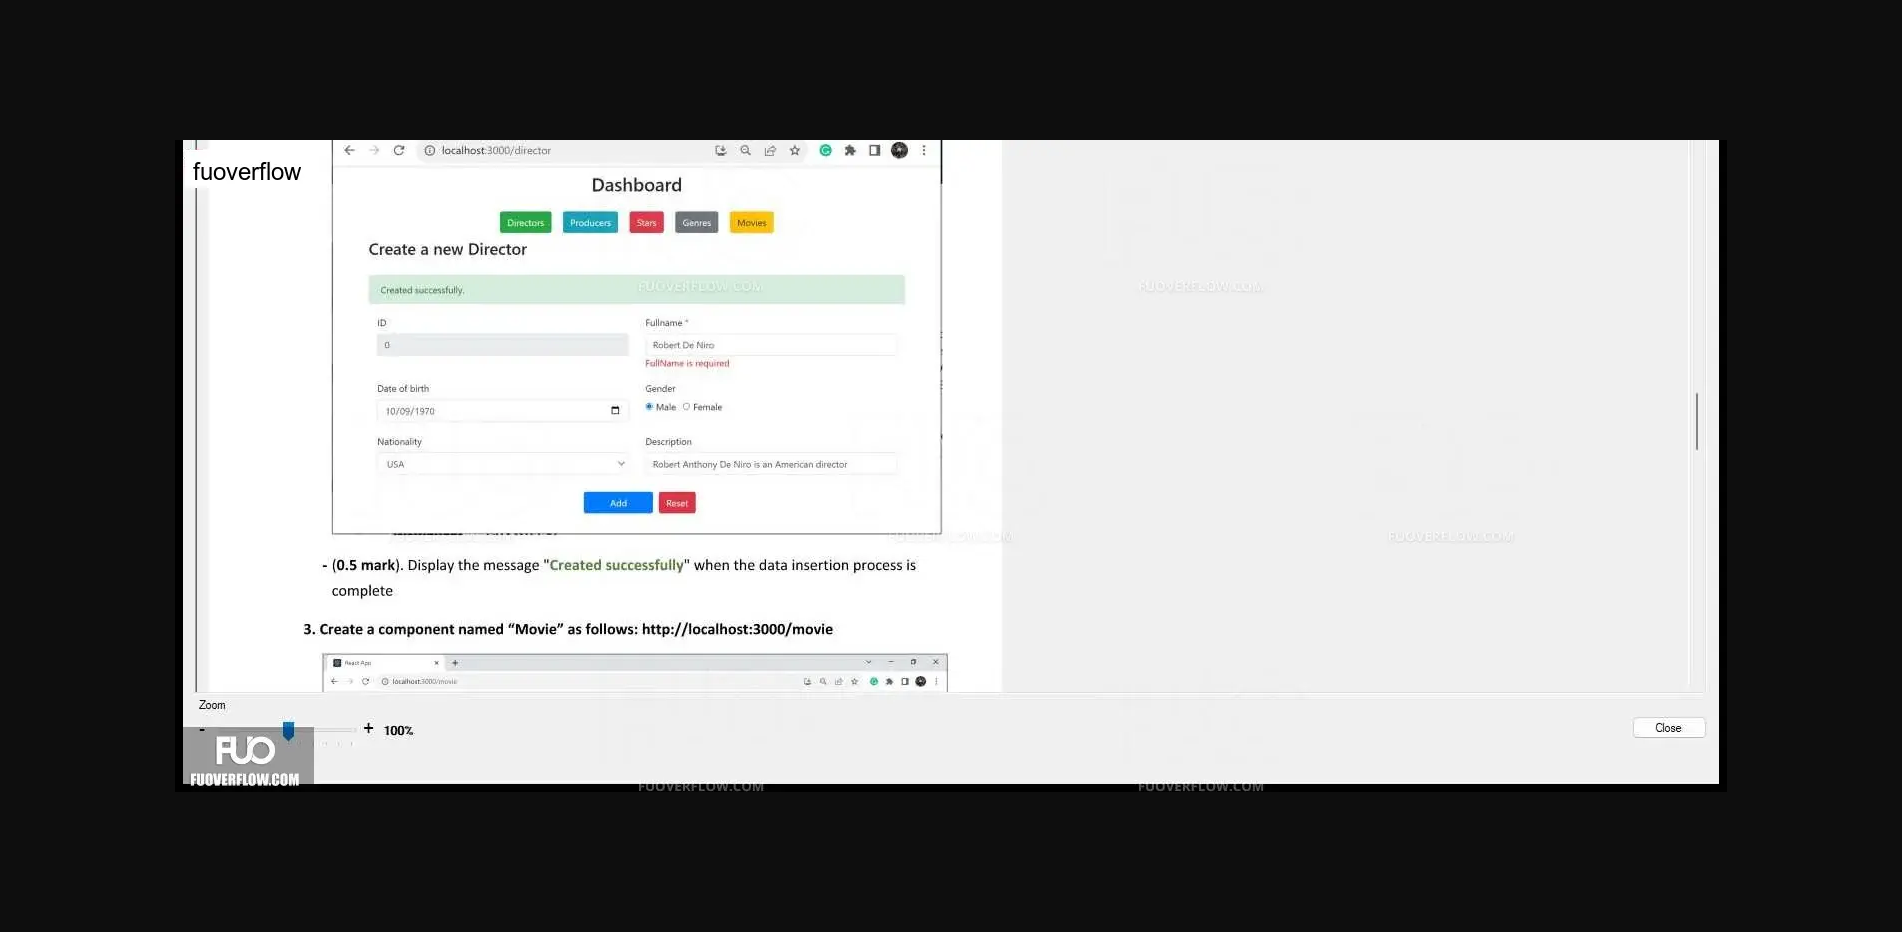 localhost:3000/director
fuoverflow
Dashboard
Directors Producers Stars Genres Movies
Create a new Director
Created successfully.
FUOVERFLOW.COM
FUOVERFLOW.COM
ID
Fullname *
0
Robert De Niro
FullName is required
Date of birth
Gender
10/09/1970
Male Female
Nationality
Description
USA
Robert Anthony De Niro is an American director
Add Reset
FUOVERFLOW.COM
FUOVERFLOW.COM
- (0.5 mark). Display the message "Created successfully" when the data insertion process is
complete
3. Create a component named “Movie” as follows: http://localhost:3000/movie
React App
localhost:3000/movie
Zoom
- + 100%
Close
FUO
FUOVERFLOW.COM
FUOVERFLOW.COM
FUOVERFLOW.COM